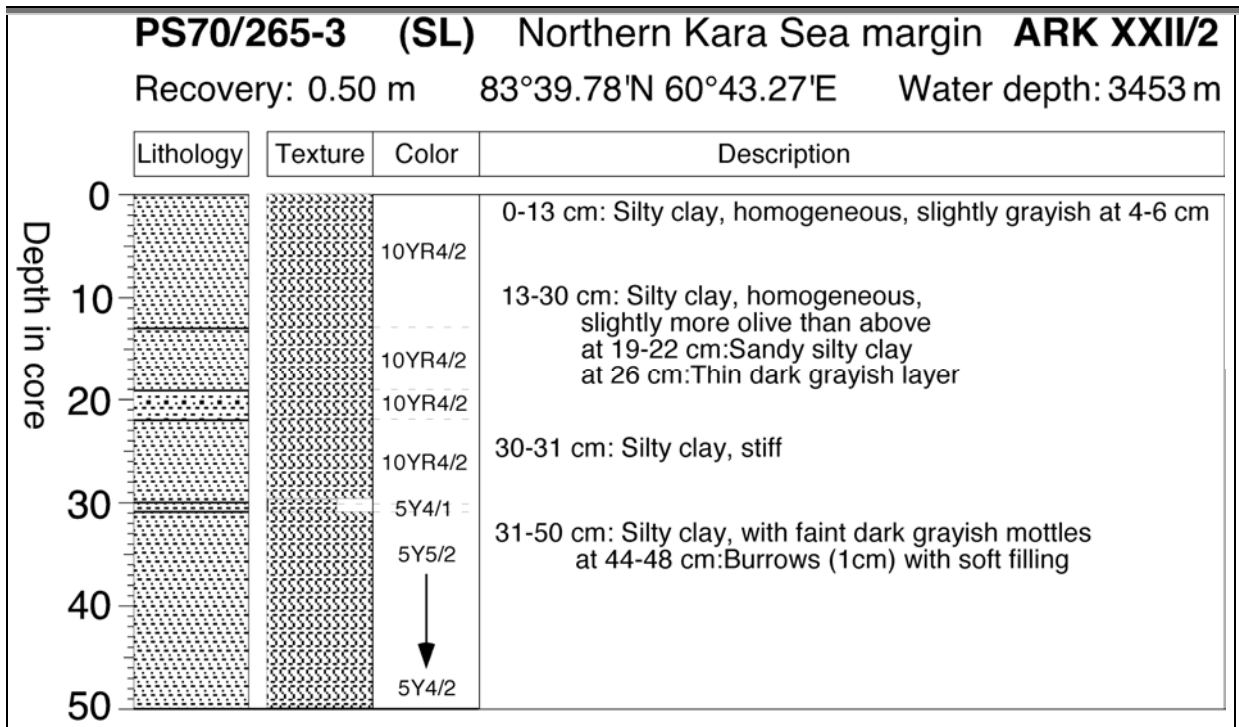 PS70/265-3 (SL) Northern Kara Sea margin ARK XXII/2
Recovery: 0.50 m 83°39.78'N 60°43.27'E Water depth: 3453 m
Lithology Texture Color Description
Depth in core
0
10
20
30
40
50
10YR4/2
10YR4/2
10YR4/2
10YR4/2
5Y4/1
5Y5/2
5Y4/2
0-13 cm: Silty clay, homogeneous, slightly grayish at 4-6 cm
13-30 cm: Silty clay, homogeneous,
slightly more olive than above
at 19-22 cm:Sandy silty clay
at 26 cm:Thin dark grayish layer
30-31 cm: Silty clay, stiff
31-50 cm: Silty clay, with faint dark grayish mottles
at 44-48 cm:Burrows (1cm) with soft filling